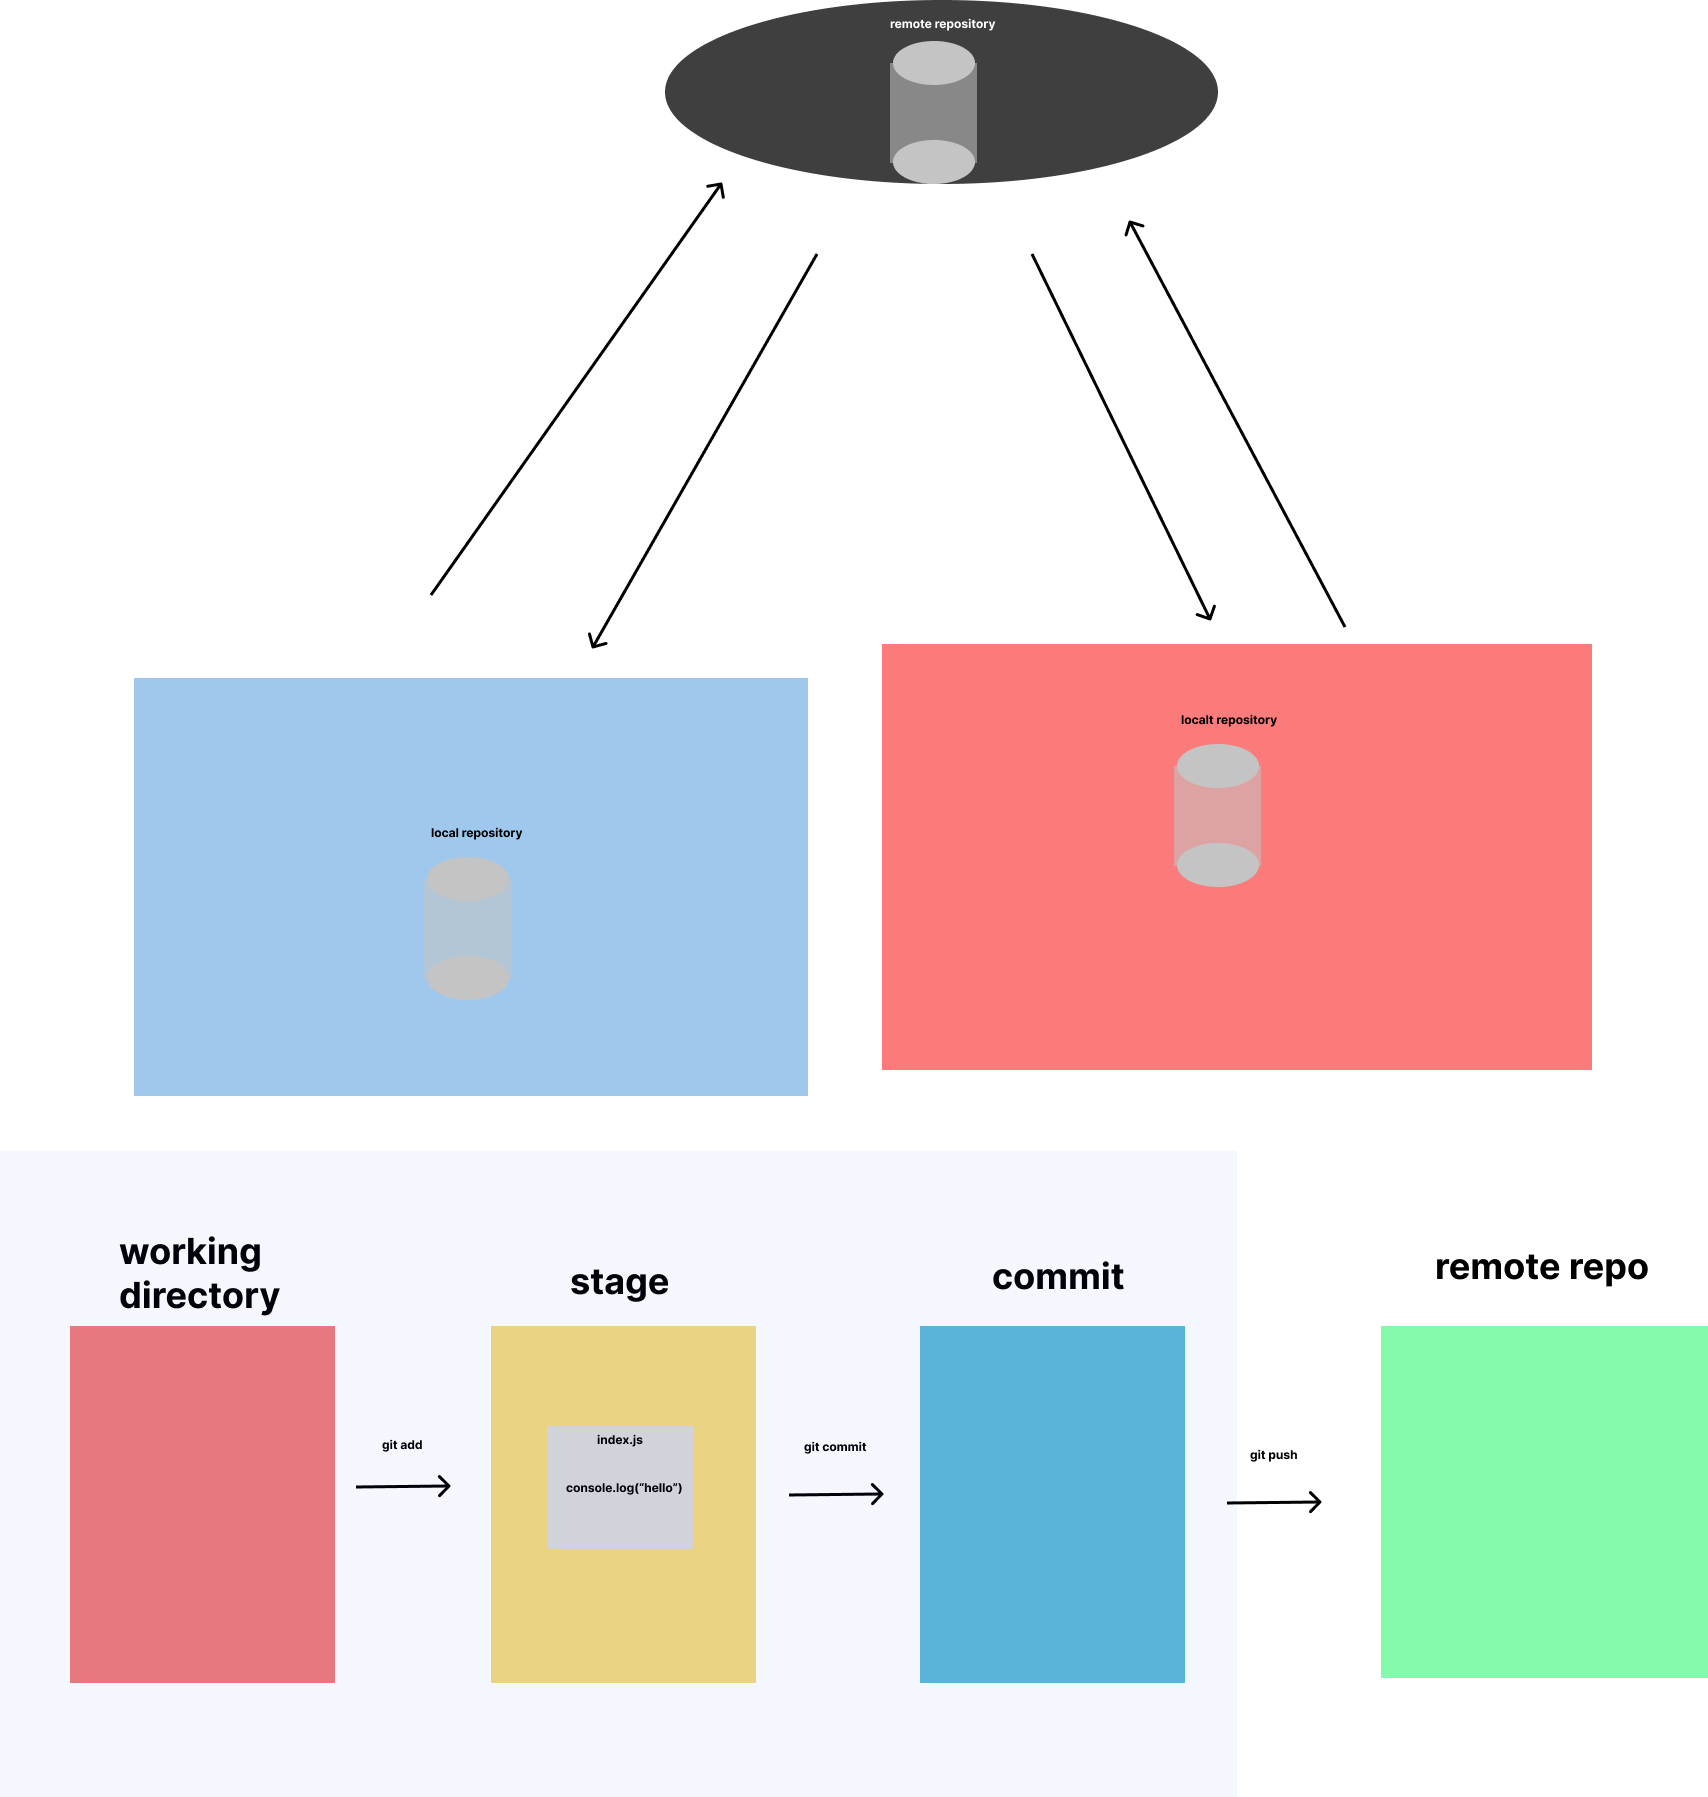 remote repository
localt repository
local repository
working
directory
stage
commit
remote repo
git add
index.js
console.log(“hello”)
git commit
git push